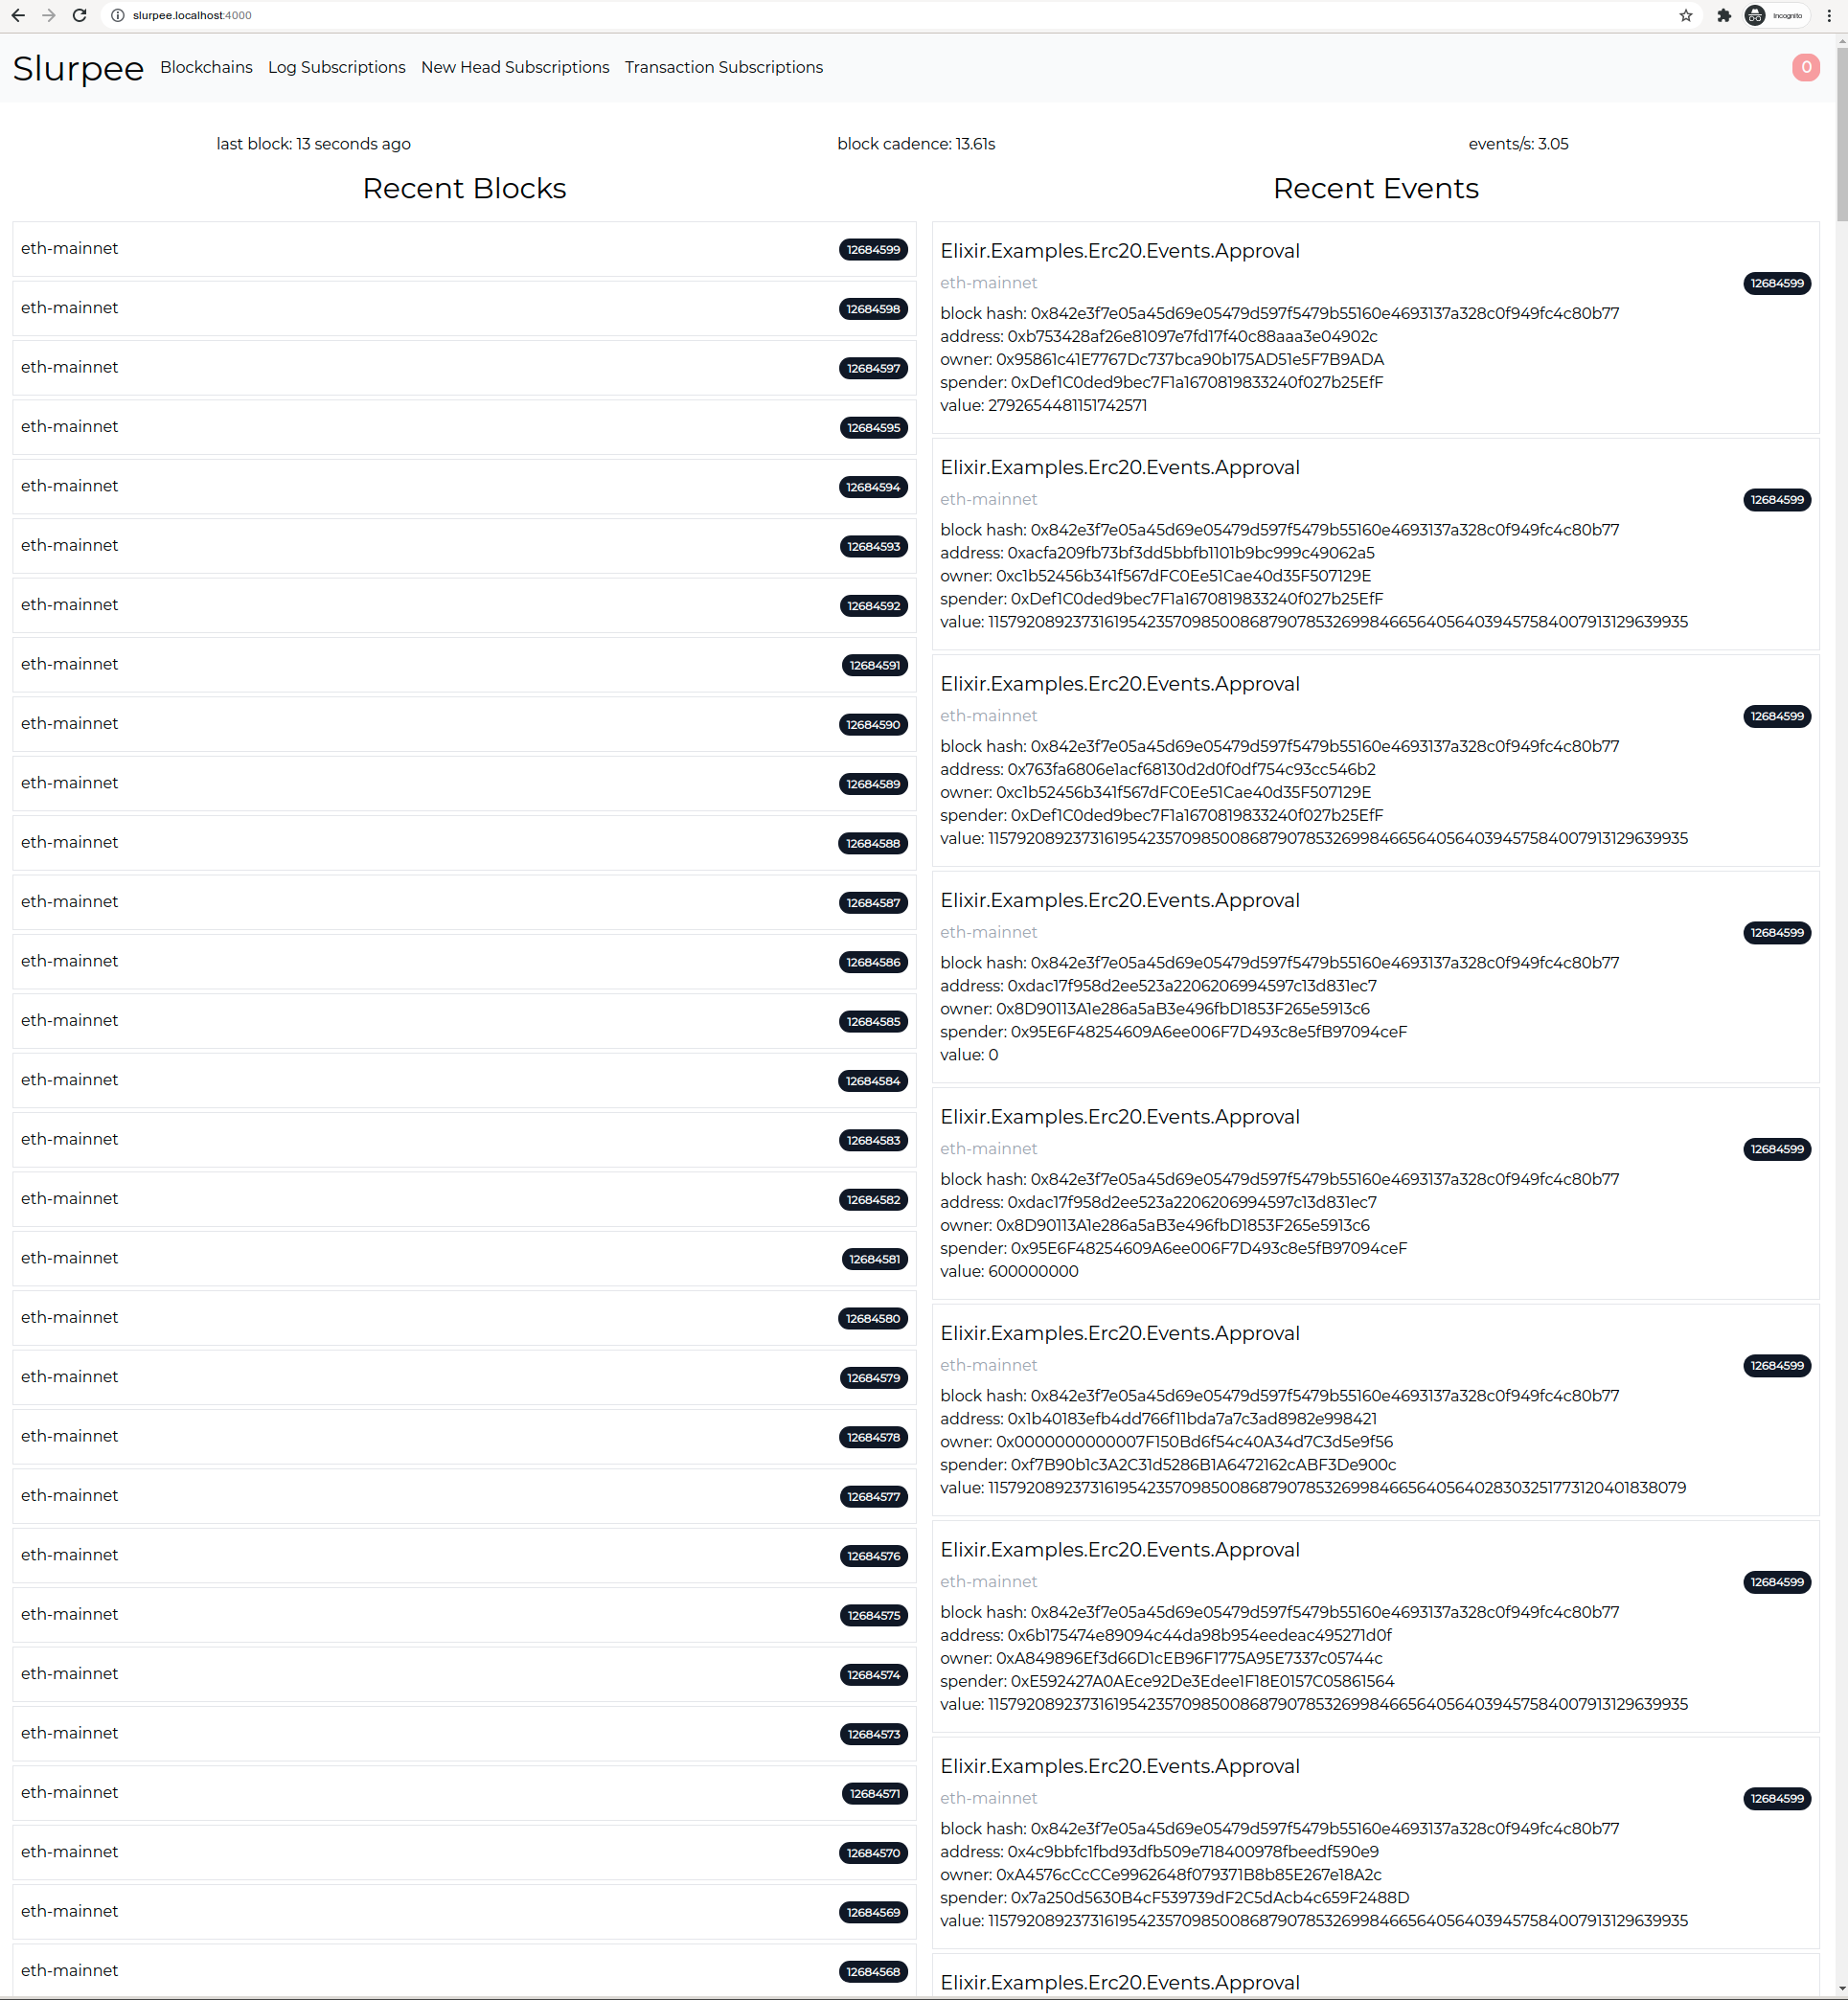 slurpee.localhost:4000
Incognito
Slurpee Blockchains Log Subscriptions New Head Subscriptions Transaction Subscriptions 0
last block: 13 seconds ago block cadence: 13.61s events/s: 3.05
Recent Blocks
eth-mainnet 12684599
eth-mainnet 12684598
eth-mainnet 12684597
eth-mainnet 12684595
eth-mainnet 12684594
eth-mainnet 12684593
eth-mainnet 12684592
eth-mainnet 12684591
eth-mainnet 12684590
eth-mainnet 12684589
eth-mainnet 12684588
eth-mainnet 12684587
eth-mainnet 12684586
eth-mainnet 12684585
eth-mainnet 12684584
eth-mainnet 12684583
eth-mainnet 12684582
eth-mainnet 12684581
eth-mainnet 12684580
eth-mainnet 12684579
eth-mainnet 12684578
eth-mainnet 12684577
eth-mainnet 12684576
eth-mainnet 12684575
eth-mainnet 12684574
eth-mainnet 12684573
eth-mainnet 12684571
eth-mainnet 12684570
eth-mainnet 12684569
eth-mainnet 12684568
Recent Events
Elixir.Examples.Erc20.Events.Approval
eth-mainnet 12684599
block hash: 0x842e3f7e05a45d69e05479d597f5479b55160e4693137a328c0f949fc4c80b77
address: 0xb753428af26e81097e7fd17f40c88aaa3e04902c
owner: 0x95861c41E7767Dc737bca90b175AD51e5F7B9ADA
spender: 0xDef1C0ded9bec7F1a1670819833240f027b25EfF
value: 2792654481151742571
Elixir.Examples.Erc20.Events.Approval
eth-mainnet 12684599
block hash: 0x842e3f7e05a45d69e05479d597f5479b55160e4693137a328c0f949fc4c80b77
address: 0xacfa209fb73bf3dd5bbfb1101b9bc999c49062a5
owner: 0xc1b52456b341f567dFC0Ee51Cae40d35F507129E
spender: 0xDef1C0ded9bec7F1a1670819833240f027b25EfF
value: 115792089237316195423570985008687907853269984665640564039457584007913129639935
Elixir.Examples.Erc20.Events.Approval
eth-mainnet 12684599
block hash: 0x842e3f7e05a45d69e05479d597f5479b55160e4693137a328c0f949fc4c80b77
address: 0x763fa6806e1acf68130d2d0f0df754c93cc546b2
owner: 0xc1b52456b341f567dFC0Ee51Cae40d35F507129E
spender: 0xDef1C0ded9bec7F1a1670819833240f027b25EfF
value: 115792089237316195423570985008687907853269984665640564039457584007913129639935
Elixir.Examples.Erc20.Events.Approval
eth-mainnet 12684599
block hash: 0x842e3f7e05a45d69e05479d597f5479b55160e4693137a328c0f949fc4c80b77
address: 0xdac17f958d2ee523a2206206994597c13d831ec7
owner: 0x8D90113A1e286a5aB3e496fbD1853F265e5913c6
spender: 0x95E6F48254609A6ee006F7D493c8e5fB97094ceF
value: 0
Elixir.Examples.Erc20.Events.Approval
eth-mainnet 12684599
block hash: 0x842e3f7e05a45d69e05479d597f5479b55160e4693137a328c0f949fc4c80b77
address: 0xdac17f958d2ee523a2206206994597c13d831ec7
owner: 0x8D90113A1e286a5aB3e496fbD1853F265e5913c6
spender: 0x95E6F48254609A6ee006F7D493c8e5fB97094ceF
value: 600000000
Elixir.Examples.Erc20.Events.Approval
eth-mainnet 12684599
block hash: 0x842e3f7e05a45d69e05479d597f5479b55160e4693137a328c0f949fc4c80b77
address: 0x1b40183efb4dd766f11bda7a7c3ad8982e998421
owner: 0x0000000000007F150Bd6f54c40A34d7C3d5e9f56
spender: 0xf7B90b1c3A2C31d5286B1A6472162cABF3De900c
value: 115792089237316195423570985008687907853269984665640564028303251773120401838079
Elixir.Examples.Erc20.Events.Approval
eth-mainnet 12684599
block hash: 0x842e3f7e05a45d69e05479d597f5479b55160e4693137a328c0f949fc4c80b77
address: 0x6b175474e89094c44da98b954eedeac495271d0f
owner: 0xA849896Ef3d66D1cEB96F1775A95E7337c05744c
spender: 0xE592427A0AEce92De3Edee1F18E0157C05861564
value: 115792089237316195423570985008687907853269984665640564039457584007913129639935
Elixir.Examples.Erc20.Events.Approval
eth-mainnet 12684599
block hash: 0x842e3f7e05a45d69e05479d597f5479b55160e4693137a328c0f949fc4c80b77
address: 0x4c9bbfc1fbd93dfb509e718400978fbeedf590e9
owner: 0xA4576cCcCCe9962648f079371B8b85E267e18A2c
spender: 0x7a250d5630B4cF539739dF2C5dAcb4c659F2488D
value: 115792089237316195423570985008687907853269984665640564039457584007913129639935
Elixir.Examples.Erc20.Events.Approval